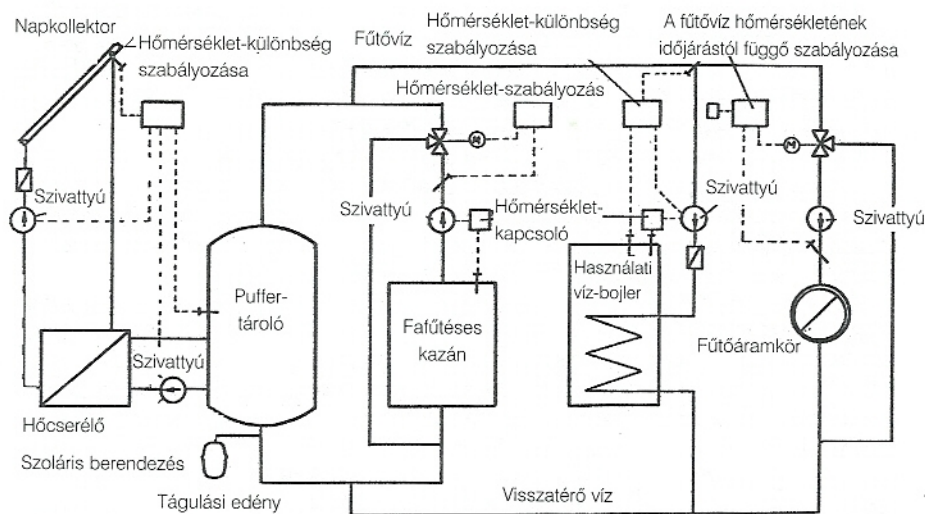 Napkollektor
Hőmérséklet-különbség
szabályozása
Fűtővíz
Hőmérséklet-különbség
szabályozása
A fűtővíz hőmérsékletének
időjárástól függő szabályozása
Hőmérséklet-szabályozás
M
M
Szivattyú
Szivattyú
Hőmérséklet-
kapcsoló
Szivattyú
Szivattyú
Puffer-
tároló
Fafűtéses
kazán
Használati
víz-bojler
Fűtőáramkör
Szivattyú
Hőcserélő
Szoláris berendezés
Tágulási edény
Visszatérő víz